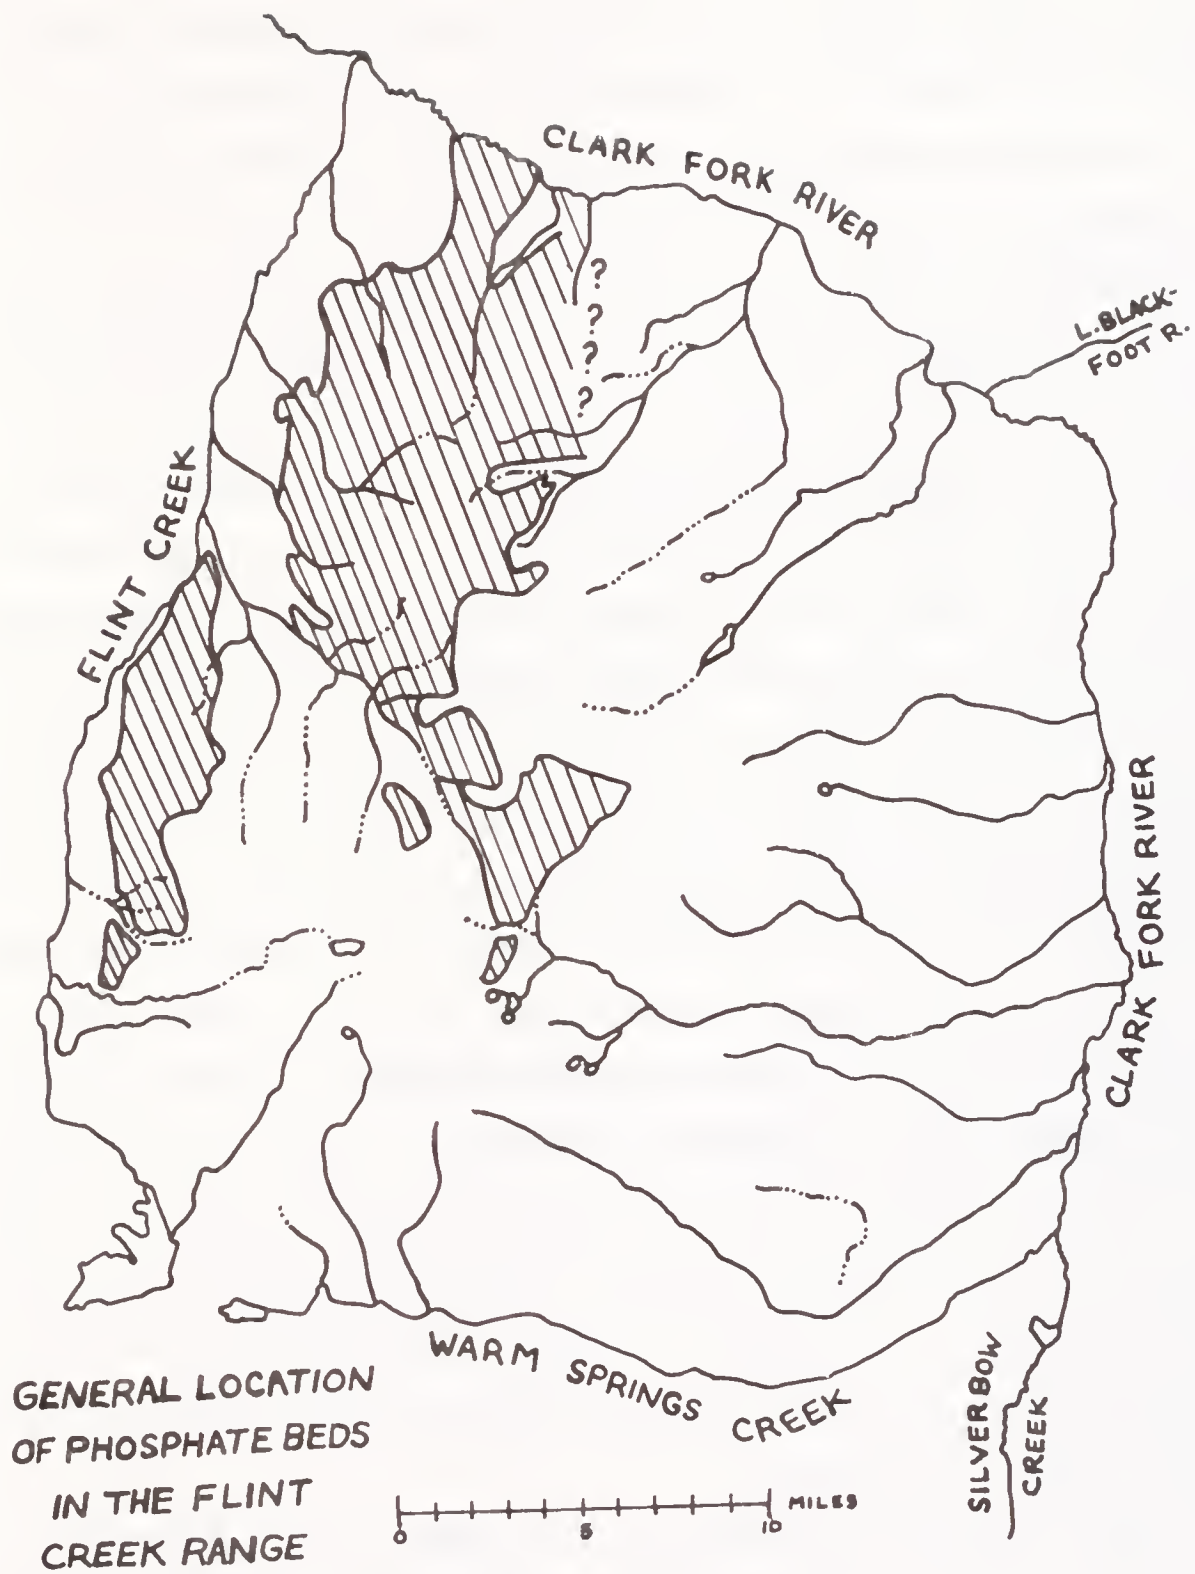 CLARK FORK RIVER
L. BLACK-
FOOT R.
?
?
?
?
FLINT CREEK
CLARK FORK RIVER
WARM SPRINGS CREEK
SILVER BOW
CREEK
GENERAL LOCATION
OF PHOSPHATE BEDS
IN THE FLINT
CREEK RANGE
0 5 10 MILES